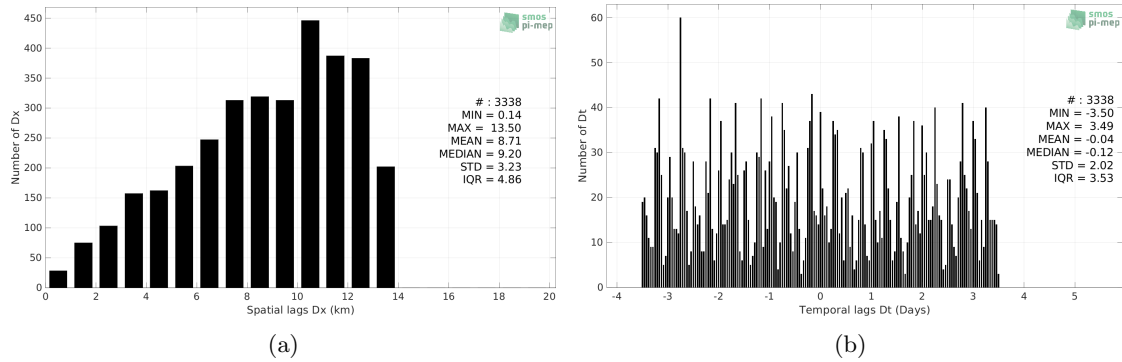 450
400
350
300
250
200
150
100
50
0
Number of Dx
0 2 4 6 8 10 12 14 16 18 20
Spatial lags Dx (km)
smos
pi-mep
# : 3338
MIN = 0.14
MAX = 13.50
MEAN = 8.71
MEDIAN = 9.20
STD = 3.23
IQR = 4.86
(a)
60
50
40
30
20
10
0
Number of Dt
-4 -3 -2 -1 0 1 2 3 4 5
Temporal lags Dt (Days)
smos
pi-mep
# : 3338
MIN = -3.50
MAX = 3.49
MEAN = -0.04
MEDIAN = -0.12
STD = 2.02
IQR = 3.53
(b)